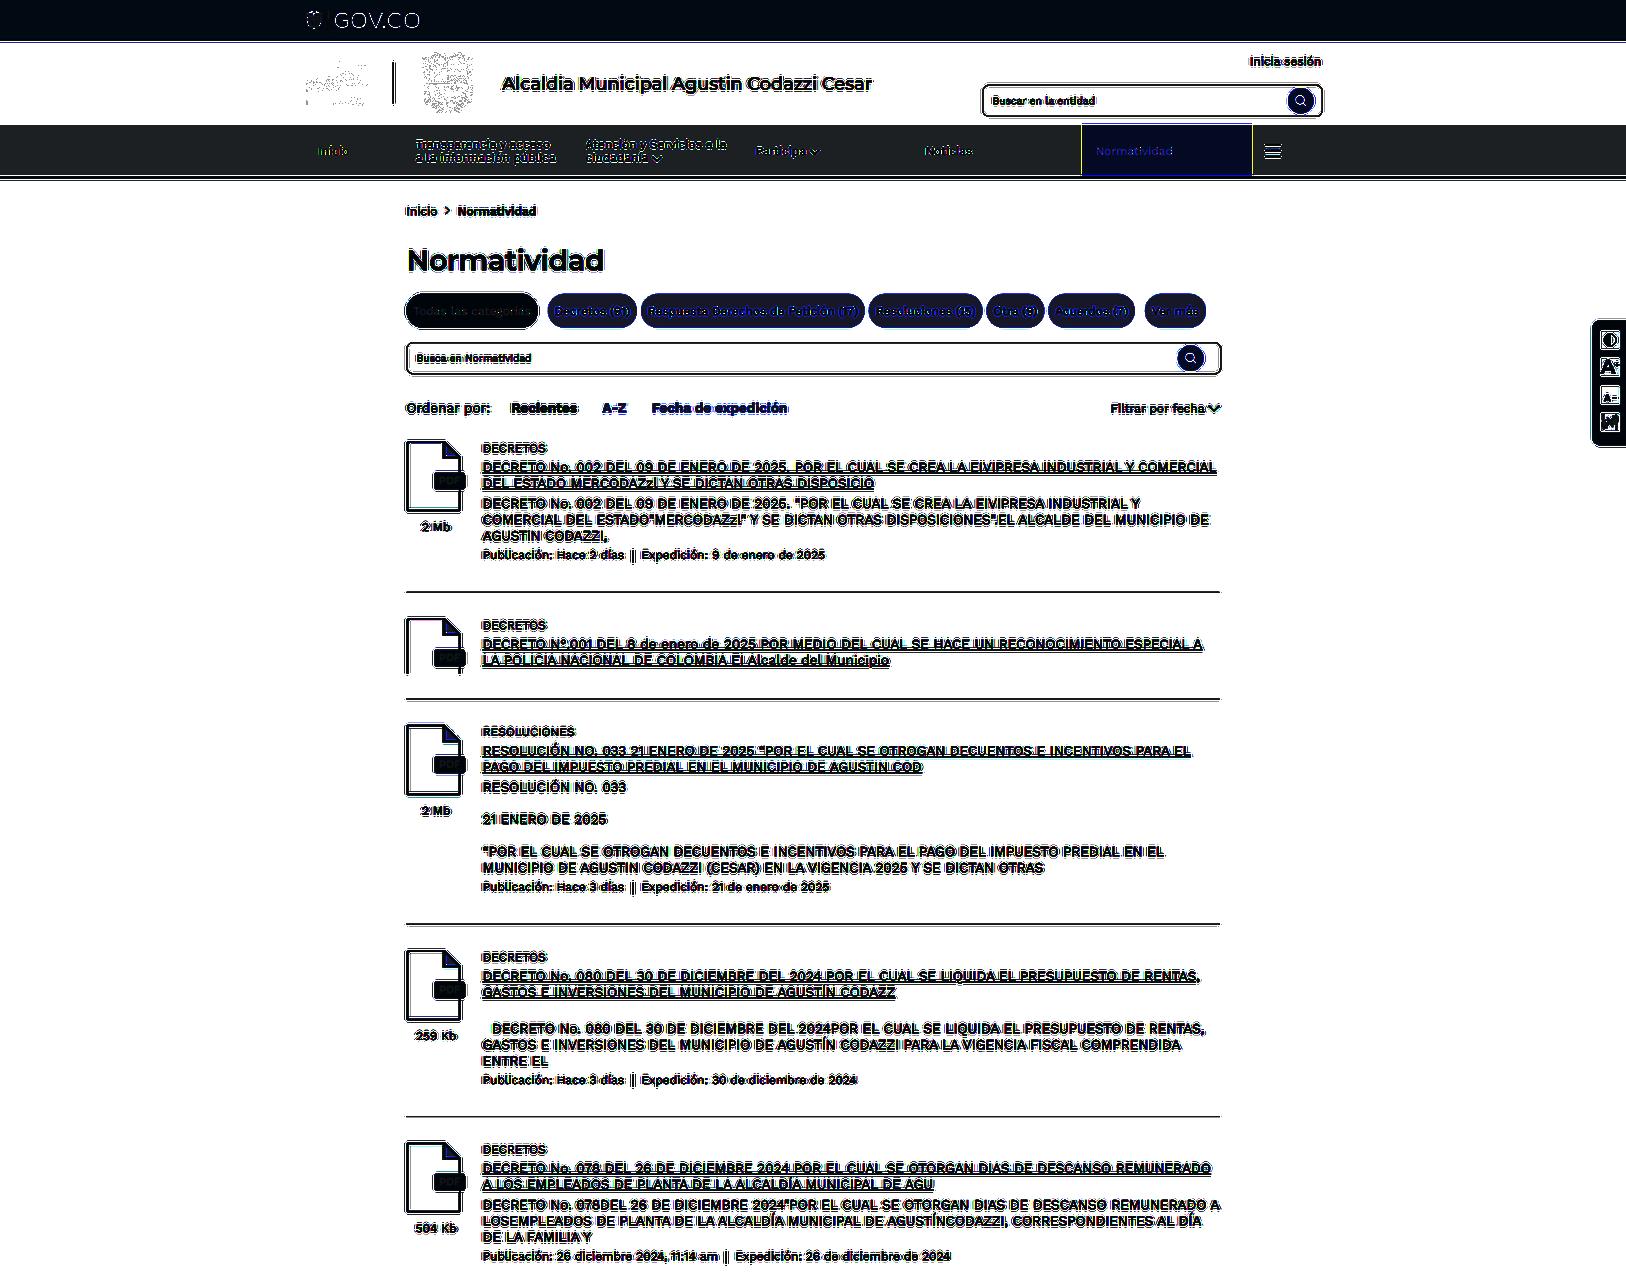 GOV.CO
Alcaldia Municipal Agustin Codazzi Cesar
Inicia sesión
Buscar en la entidad
Inicio
Transparencia y acceso
a la información pública
Atención y Servicios a la
Ciudadanía
Participa
Noticias
Normatividad
Inicio > Normatividad
Normatividad
Todas las categorías
Decretos (61)
Respuesta Derechos de Petición (17)
Resoluciones (15)
Otra (9)
Acuerdos (7)
Ver más
Busca en Normatividad
Ordenar por: Recientes A-Z Fecha de expedición
Filtrar por fecha
DECRETOS
DECRETO No. 002 DEL 09 DE ENERO DE 2025. POR EL CUAL SE CREA LA EIVIPRESA INDUSTRIAL Y COMERCIAL
DEL ESTADO MERCODAZzI Y SE DICTAN OTRAS DISPOSICIO
PDF
2 Mb
DECRETO No. 002 DEL 09 DE ENERO DE 2025. "POR EL CUAL SE CREA LA EIVIPRESA INDUSTRIAL Y
COMERCIAL DEL ESTADO"MERCODAZzI" Y SE DICTAN OTRAS DISPOSICIONES".EL ALCALDE DEL MUNICIPIO DE
AGUSTIN CODAZZI,
Publicación: Hace 2 días | Expedición: 9 de enero de 2025
DECRETOS
DECRETO Nº.001 DEL 8 de enero de 2025 POR MEDIO DEL CUAL SE HACE UN RECONOCIMIENTO ESPECIAL A
LA POLICIA NACIONAL DE COLOMBIA El Alcalde del Municipio
PDF
RESOLUCIONES
RESOLUCIÓN NO. 033 21 ENERO DE 2025 "POR EL CUAL SE OTROGAN DECUENTOS E INCENTIVOS PARA EL
PAGO DEL IMPUESTO PREDIAL EN EL MUNICIPIO DE AGUSTIN COD
PDF
2 Mb
RESOLUCIÓN NO. 033
21 ENERO DE 2025
"POR EL CUAL SE OTROGAN DECUENTOS E INCENTIVOS PARA EL PAGO DEL IMPUESTO PREDIAL EN EL
MUNICIPIO DE AGUSTIN CODAZZI (CESAR) EN LA VIGENCIA 2025 Y SE DICTAN OTRAS
Publicación: Hace 3 días | Expedición: 21 de enero de 2025
DECRETOS
DECRETO No. 080 DEL 30 DE DICIEMBRE DEL 2024 POR EL CUAL SE LIQUIDA EL PRESUPUESTO DE RENTAS,
GASTOS E INVERSIONES DEL MUNICIPIO DE AGUSTÍN CODAZZ
PDF
259 Kb
DECRETO No. 080 DEL 30 DE DICIEMBRE DEL 2024POR EL CUAL SE LIQUIDA EL PRESUPUESTO DE RENTAS,
GASTOS E INVERSIONES DEL MUNICIPIO DE AGUSTÍN CODAZZI PARA LA VIGENCIA FISCAL COMPRENDIDA
ENTRE EL
Publicación: Hace 3 días | Expedición: 30 de diciembre de 2024
DECRETOS
DECRETO No. 078 DEL 26 DE DICIEMBRE 2024 POR EL CUAL SE OTORGAN DIAS DE DESCANSO REMUNERADO
A LOS EMPLEADOS DE PLANTA DE LA ALCALDÍA MUNICIPAL DE AGU
PDF
504 Kb
DECRETO No. 078DEL 26 DE DICIEMBRE 2024"POR EL CUAL SE OTORGAN DIAS DE DESCANSO REMUNERADO A
LOSEMPLEADOS DE PLANTA DE LA ALCALDÍA MUNICIPAL DE AGUSTÍNCODAZZI, CORRESPONDIENTES AL DÍA
DE LA FAMILIA Y
Publicación: 26 diciembre 2024, 11:14 am | Expedición: 26 de diciembre de 2024